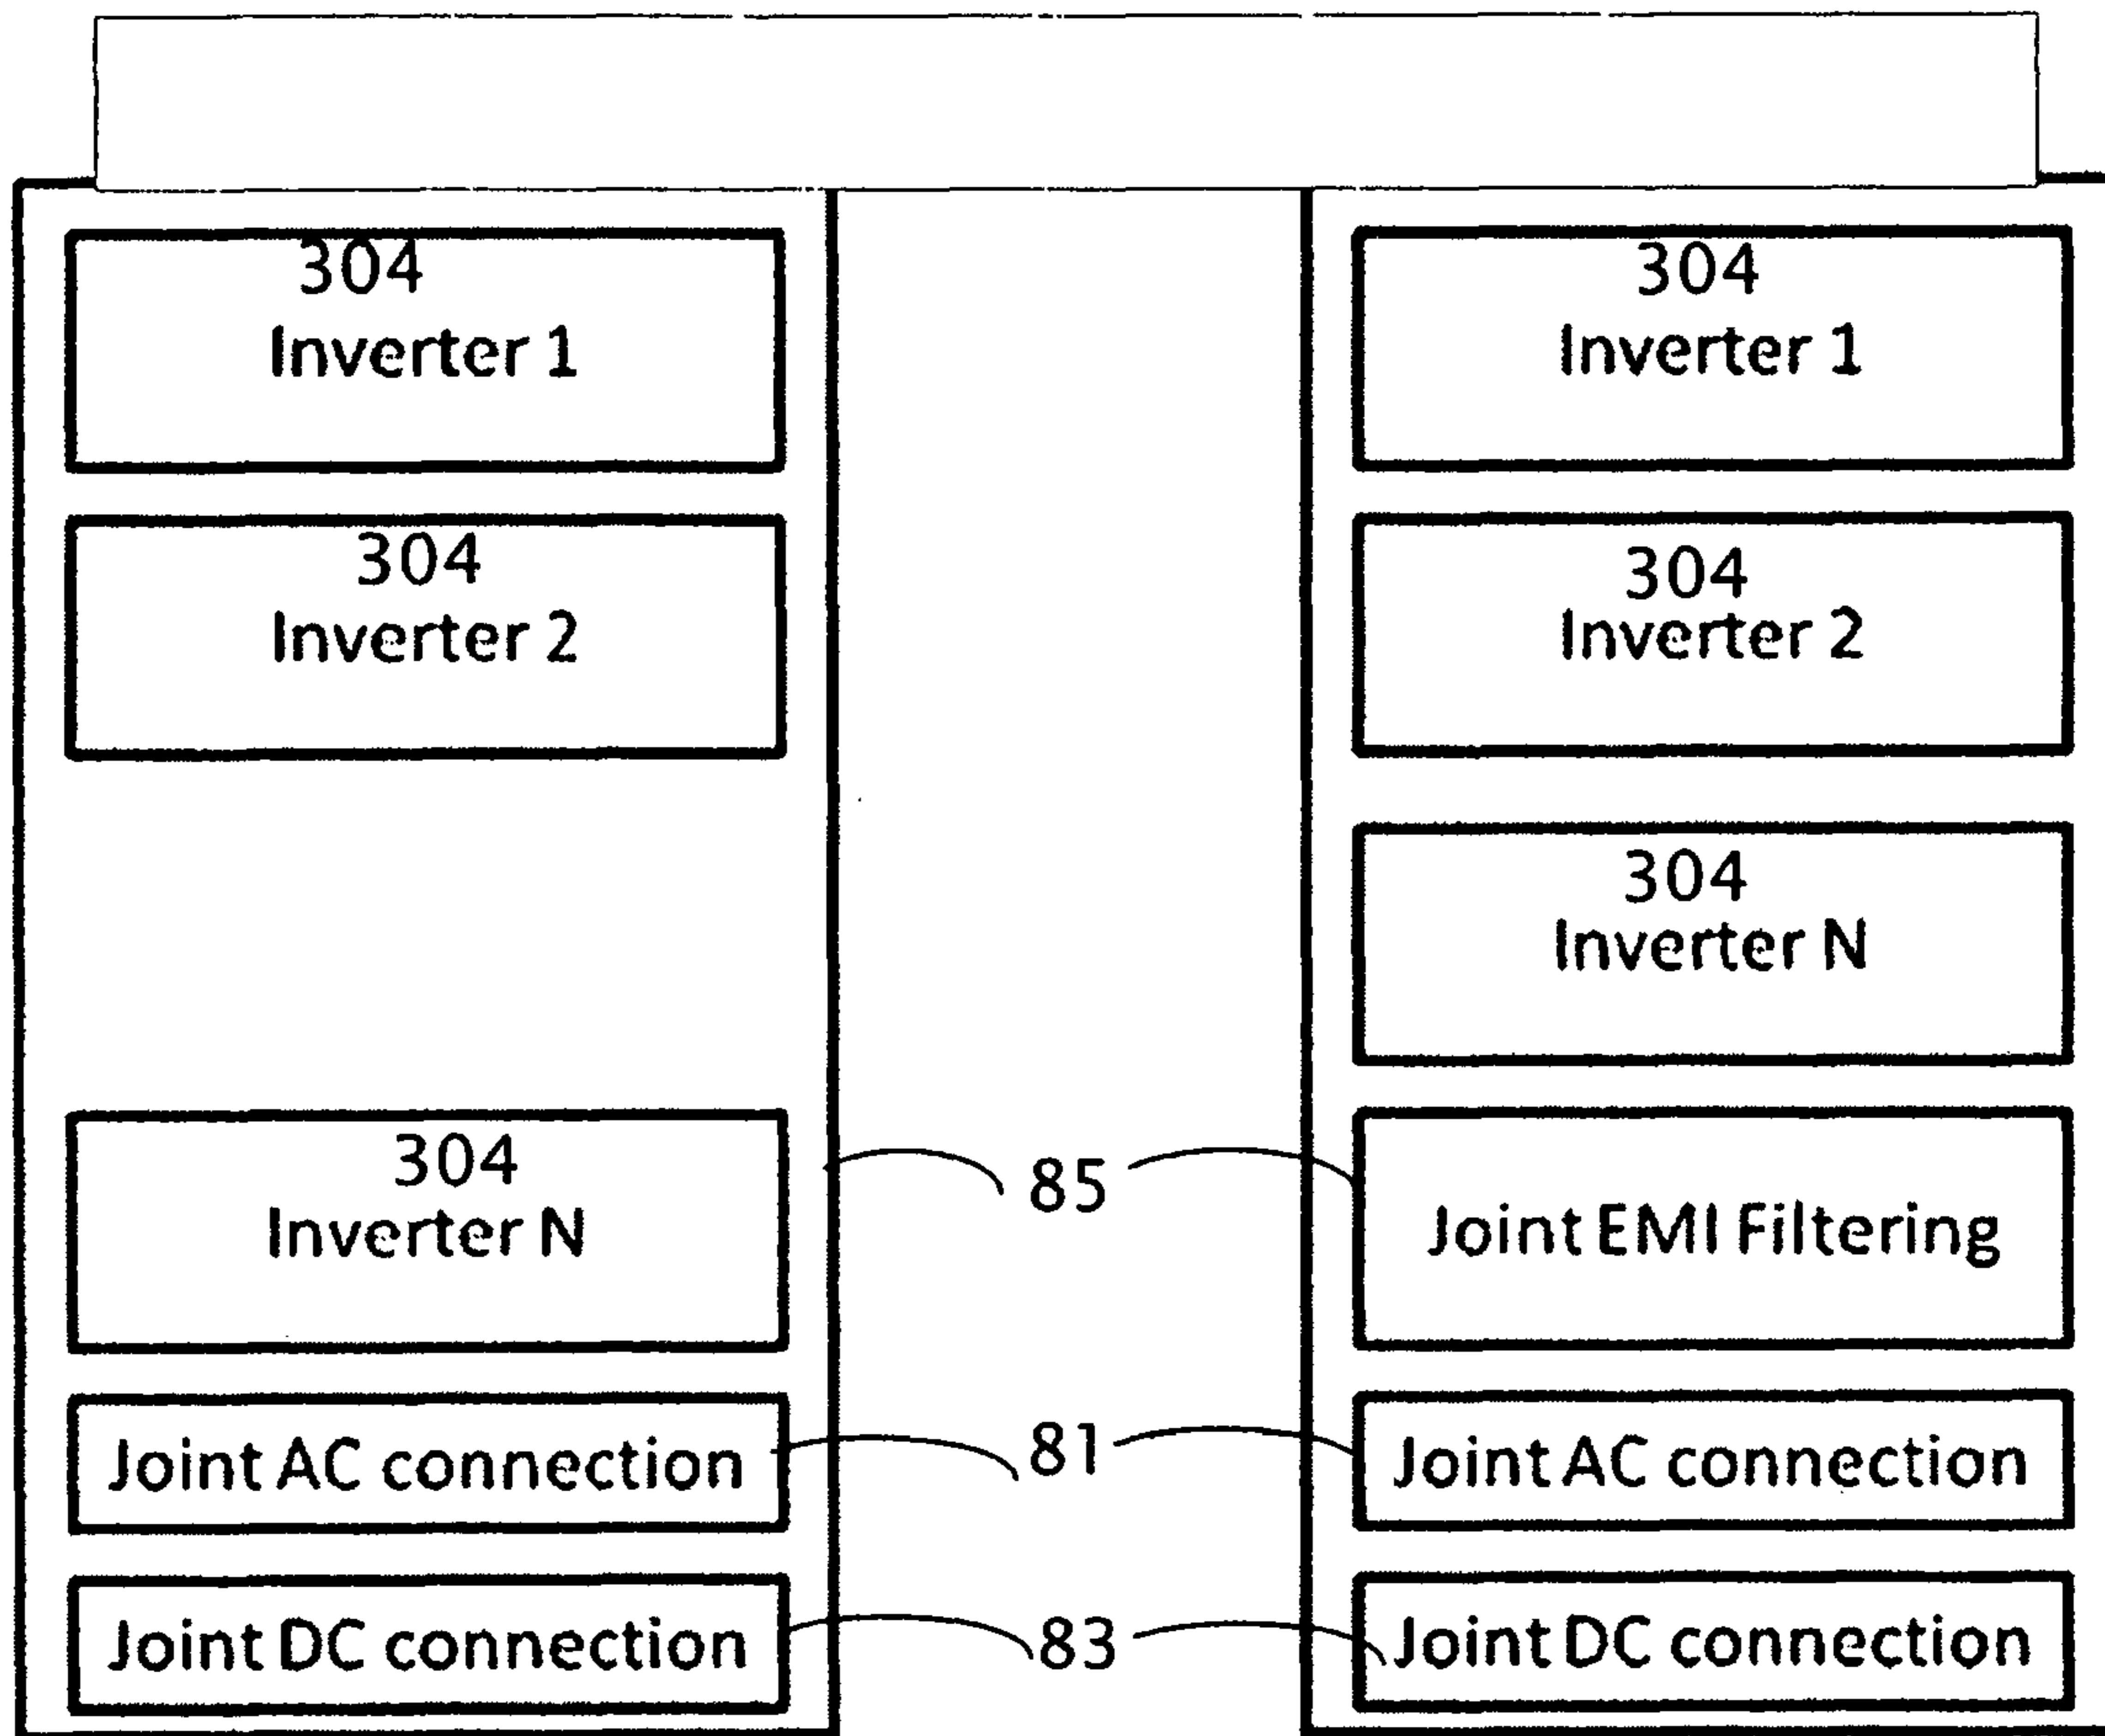 304
Inverter 1
304
Inverter 2
304
Inverter N
Joint AC connection
Joint DC connection
85
81
83
304
Inverter 1
304
Inverter 2
304
Inverter N
Joint EMI Filtering
Joint AC connection
Joint DC connection